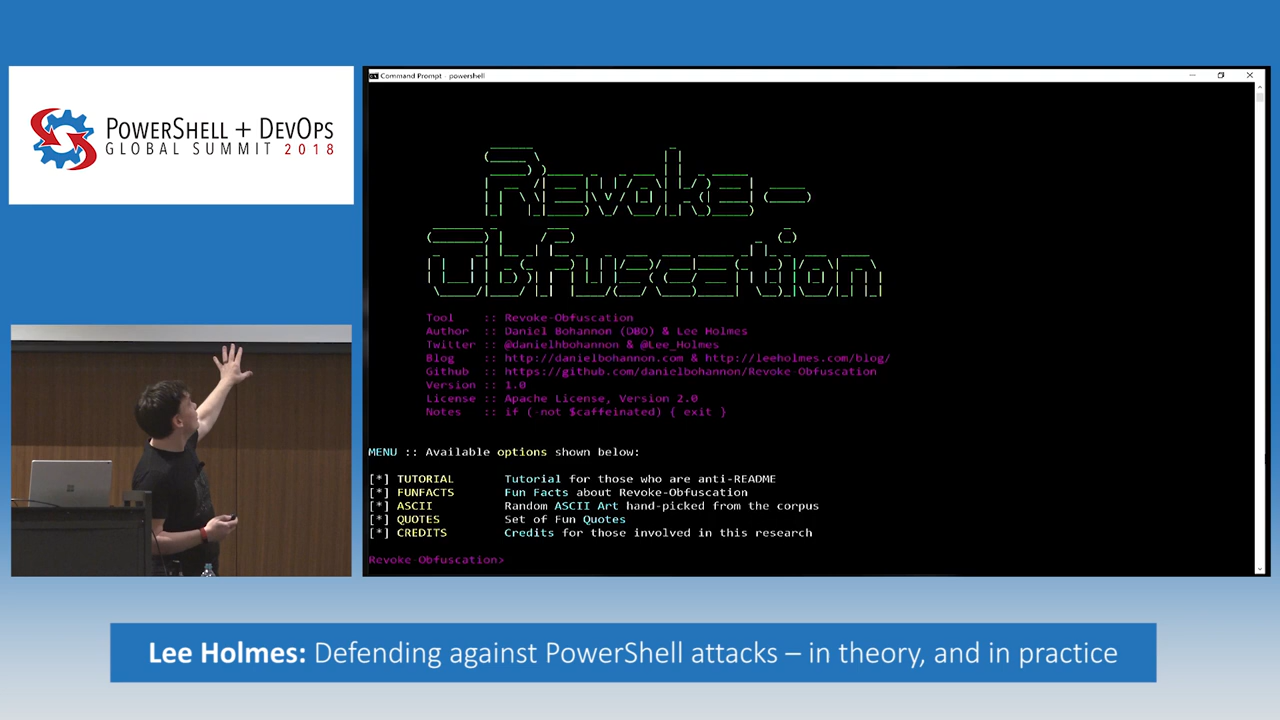 POWERSHELL + DEVOPS
GLOBAL SUMMIT 2018
Command Prompt - powershell
Revoke-
Obfuscation
Tool :: Revoke-Obfuscation
Author :: Daniel Bohannon (DBO) & Lee Holmes
Twitter :: @danielhbohannon & @Lee_Holmes
Blog :: http://danielbohannon.com & http://leeholmes.com/blog/
Github :: https://github.com/danielbohannon/Revoke-Obfuscation
Version :: 1.0
License :: Apache License, Version 2.0
Notes :: if (-not $caffeinated) { exit }
MENU :: Available options shown below:
[*] TUTORIAL Tutorial for those who are anti-README
[*] FUNFACTS Fun Facts about Revoke-Obfuscation
[*] ASCII Random ASCII Art hand-picked from the corpus
[*] QUOTES Set of Fun Quotes
[*] CREDITS Credits for those involved in this research
Revoke-Obfuscation>
Lee Holmes: Defending against PowerShell attacks – in theory, and in practice